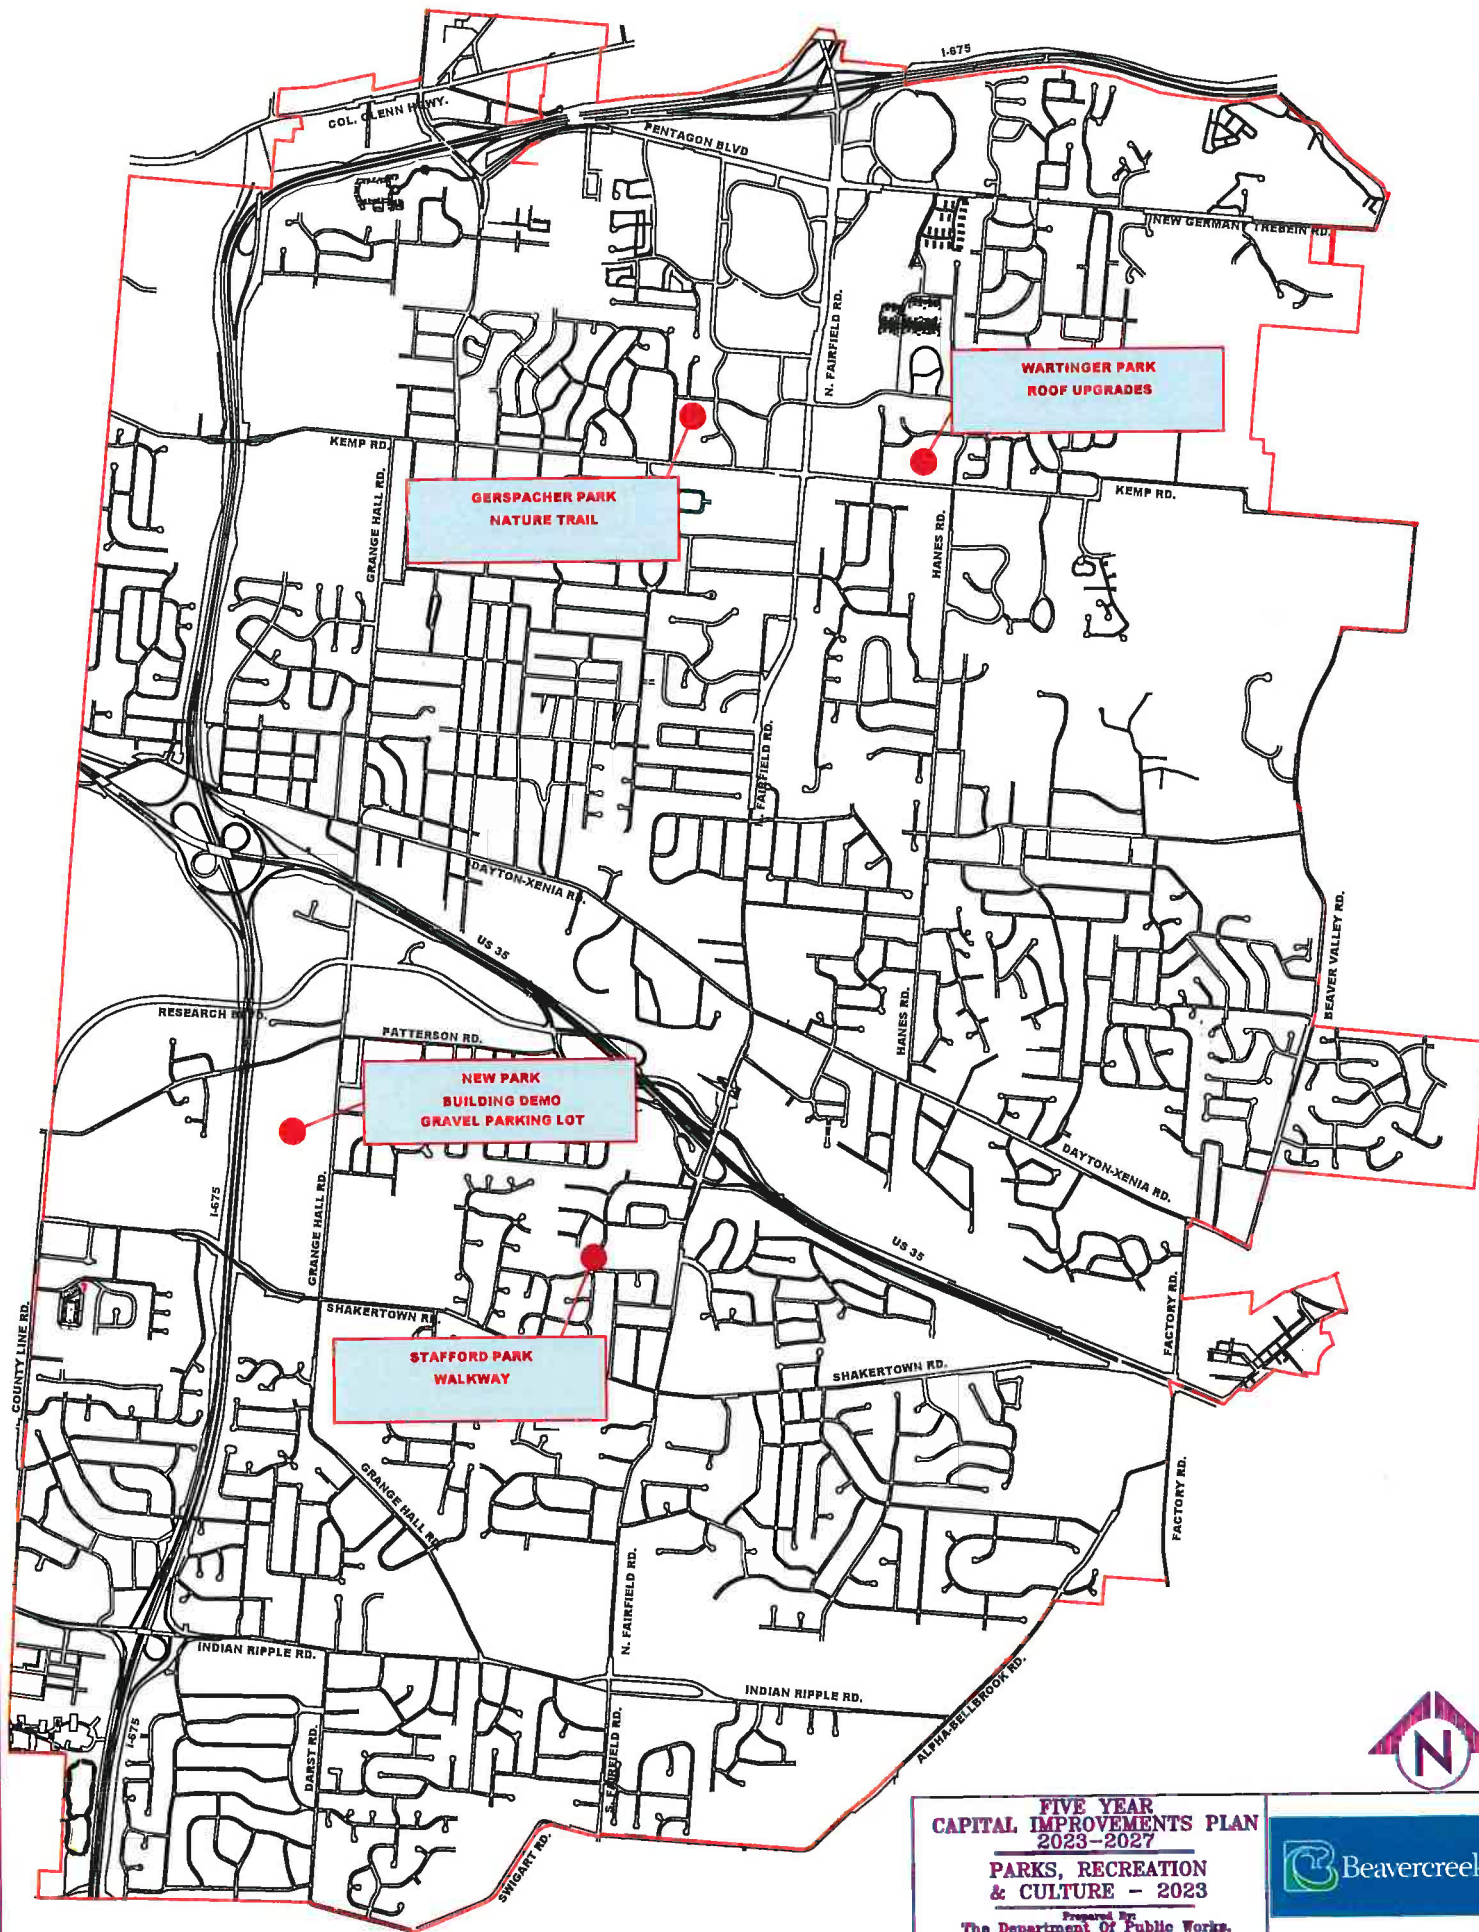 I-675
COL. GLENN HWY.
PENTAGON BLVD
NEW GERMANY TREBEIN RD.
N. FAIRFIELD RD.
WARTINGER PARK
ROOF UPGRADES
KEMP RD.
GERSPACHER PARK
NATURE TRAIL
KEMP RD.
GRANGE HALL RD.
HANES RD.
N. FAIRFIELD RD.
DAYTON-XENIA RD.
BEAVER VALLEY RD.
US 35
RESEARCH BLVD.
PATTERSON RD.
HANES RD.
NEW PARK
BUILDING DEMO
GRAVEL PARKING LOT
DAYTON-XENIA RD.
I-675
GRANGE HALL RD.
US 35
SHAKERTOWN RD.
FACTORY RD.
COUNTY LINE RD.
STAFFORD PARK
WALKWAY
SHAKERTOWN RD.
GRANGE HALL RD.
FACTORY RD.
N. FAIRFIELD RD.
INDIAN RIPPLE RD.
INDIAN RIPPLE RD.
ALPHA-BELLBROOK RD.
I-675
DARST RD.
S. FAIRFIELD RD.
SWIGART RD.
N
FIVE YEAR
CAPITAL IMPROVEMENTS PLAN
2023-2027
PARKS, RECREATION
& CULTURE - 2023
Prepared By:
The Department Of Public Works,
Beavercreek